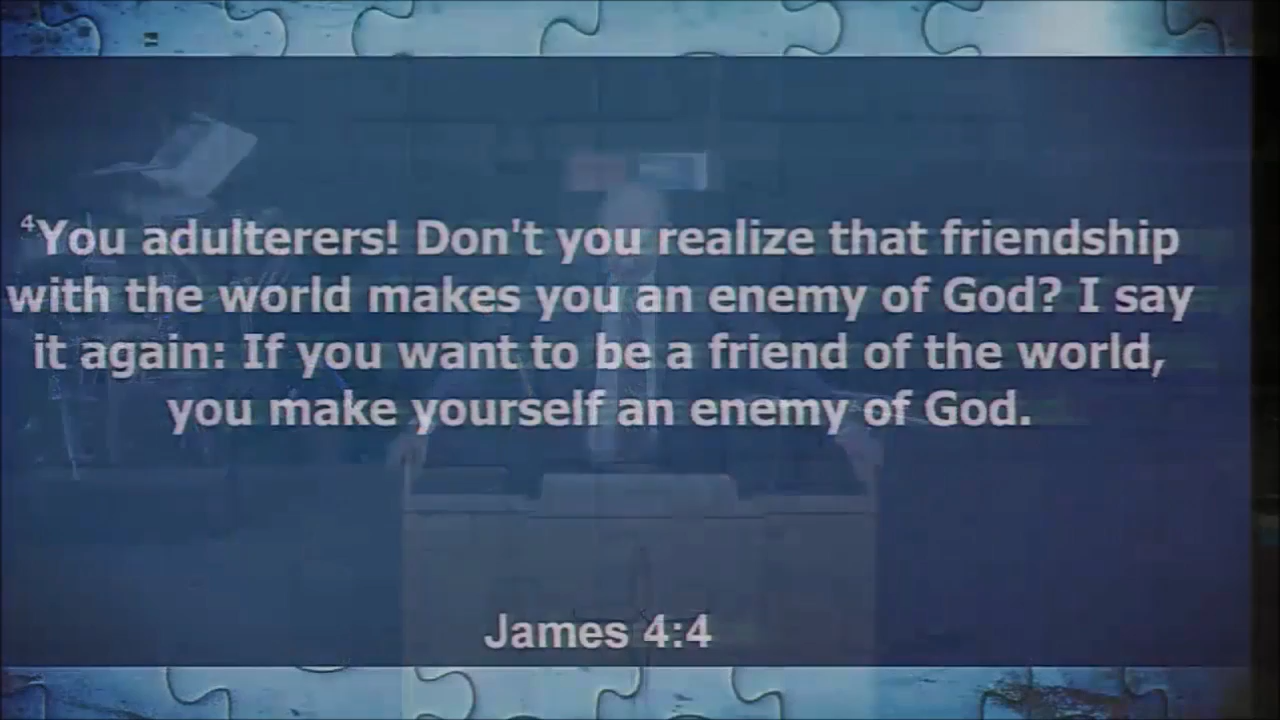 ⁴You adulterers! Don't you realize that friendship
with the world makes you an enemy of God? I say
it again: If you want to be a friend of the world,
you make yourself an enemy of God.
James 4:4